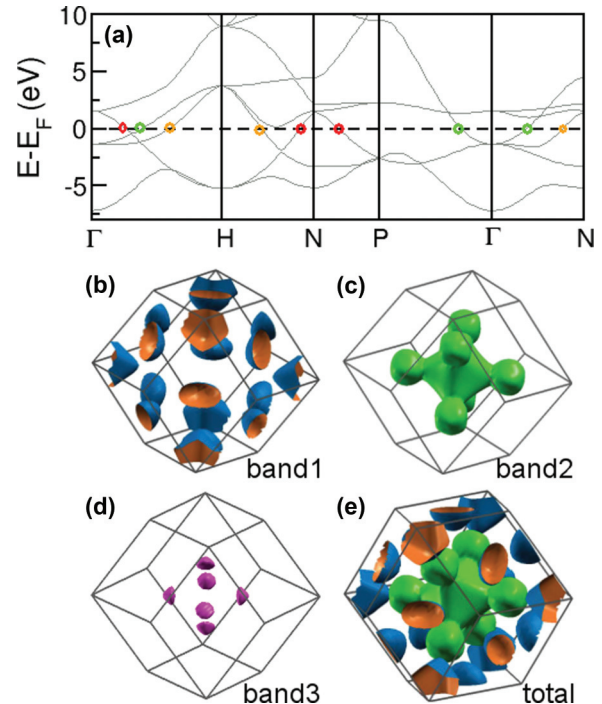 (a)
E-E_F (eV)
10
5
0
-5
Γ H N P Γ N
(b) (c)
band1 band2
(d) (e)
band3 total